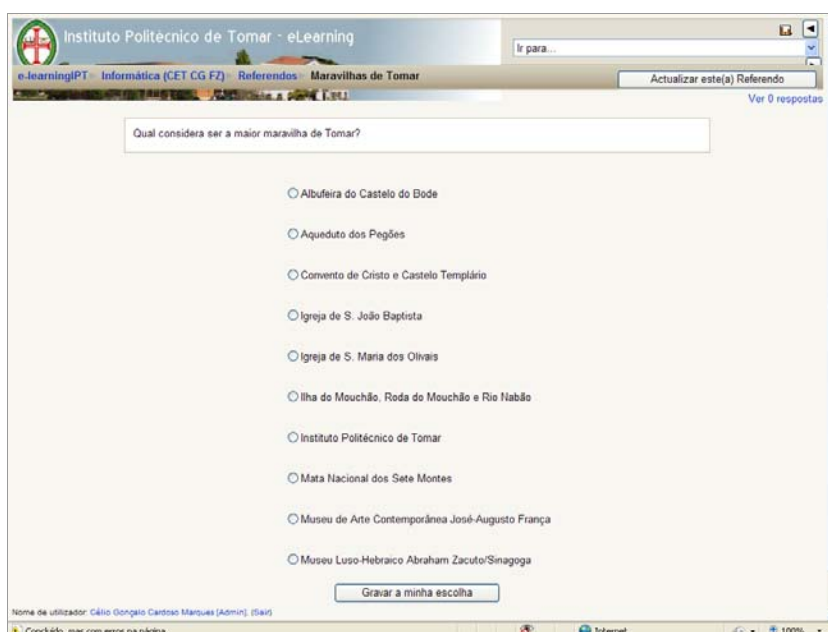 Instituto Politécnico de Tomar - eLearning
Ir para...
e-learningIPT Informática (CET CG FZ) Referendos Maravilhas de Tomar
Actualizar este(a) Referendo
Ver 0 respostas
Qual considera ser a maior maravilha de Tomar?
Albufeira do Castelo do Bode
Aqueduto dos Pegões
Convento de Cristo e Castelo Templário
Igreja de S. João Baptista
Igreja de S. Maria dos Olivais
Ilha do Mouchão, Roda do Mouchão e Rio Nabão
Instituto Politécnico de Tomar
Mata Nacional dos Sete Montes
Museu de Arte Contemporânea José-Augusto França
Museu Luso-Hebraico Abraham Zacuto/Sinagoga
Gravar a minha escolha
Nome de utilizador: Célio Gonçalo Cardoso Marques [Admin]. (Sair)
Concluído, mas com erros na página. Internet 100%